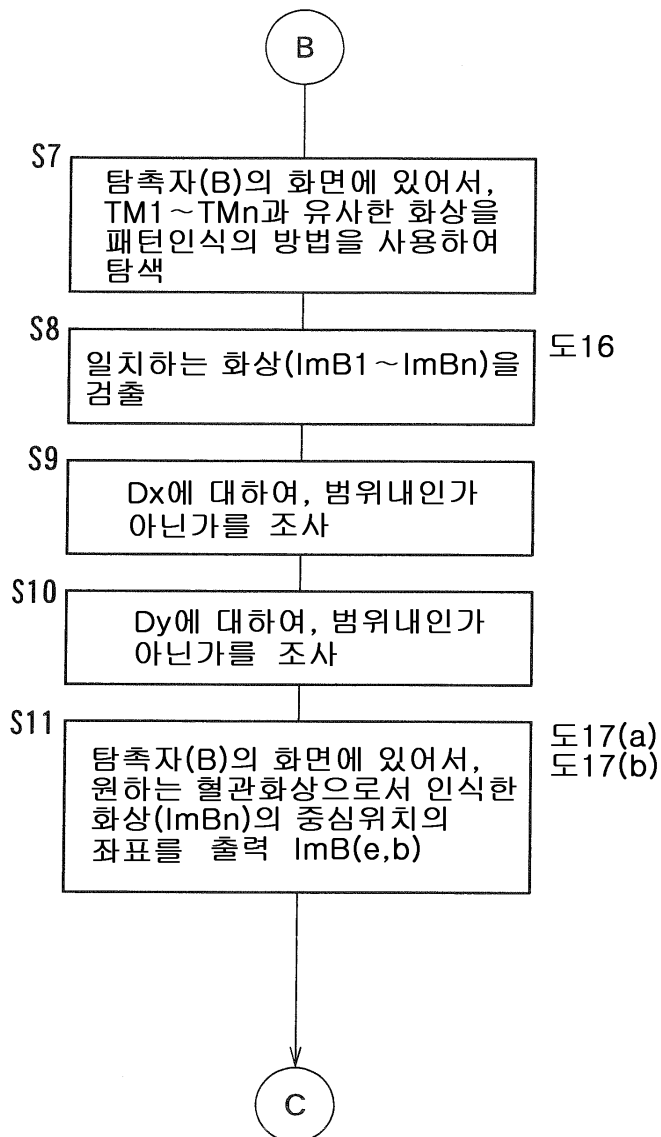 B
S7
탐촉자(B)의 화면에 있어서,
TM1~TMn과 유사한 화상을
패턴인식의 방법을 사용하여
탐색
S8
일치하는 화상(ImB1~ImBn)을
검출
도16
S9
Dx에 대하여, 범위내인가
아닌가를 조사
S10
Dy에 대하여, 범위내인가
아닌가를 조사
S11
탐촉자(B)의 화면에 있어서,
원하는 혈관화상으로서 인식한
화상(ImBn)의 중심위치의
좌표를 출력 ImB(e,b)
도17(a)
도17(b)
C